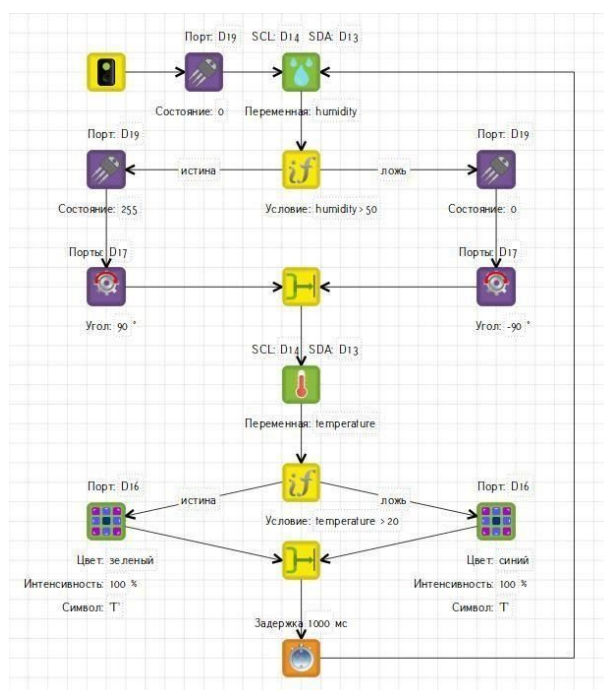 Порт: D19 SCL: D14 SDA: D13
Состояние: 0 Переменная: humidity
Порт: D19 Порт: D19
истина if ложь
Состояние: 255 Условие: humidity > 50 Состояние: 0
Порты: D17 Порты: D17
Угол: 90 ° Угол: -90 °
SCL: D14 SDA: D13
Переменная: temperature
Порт: D16 if Порт: D16
истина ложь
Условие: temperature > 20
Цвет: зеленый Цвет: синий
Интенсивность: 100 % Интенсивность: 100 %
Символ: 'T' Символ: 'T'
Задержка 1000 мс